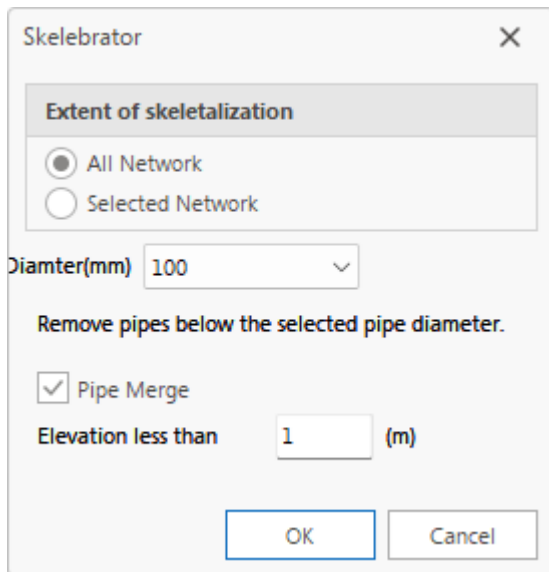 Skelebrator
Extent of skeletalization
All Network
Selected Network
Diamter(mm) 100
Remove pipes below the selected pipe diameter.
Pipe Merge
Elevation less than 1 (m)
OK Cancel